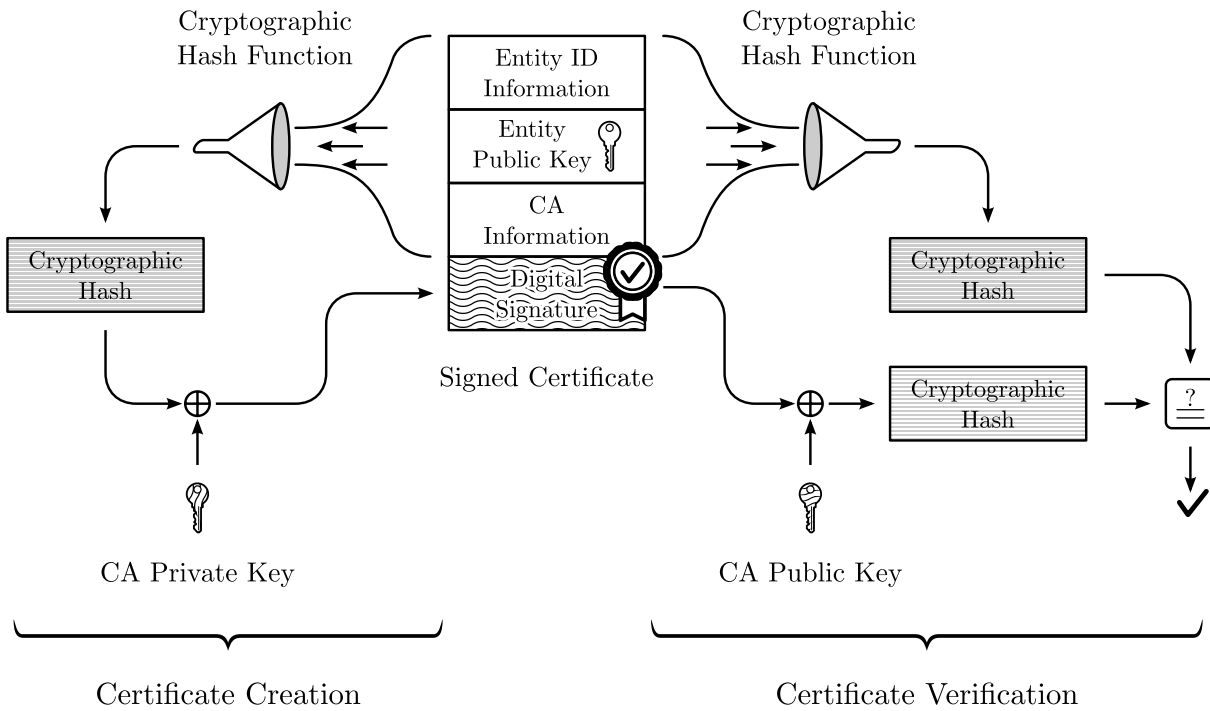 Cryptographic
Hash Function
Entity ID
Information
Entity
Public Key
CA
Information
Digital
Signature
Signed Certificate
Cryptographic
Hash Function
Cryptographic
Hash
CA Private Key
Certificate Creation
Cryptographic
Hash
Cryptographic
Hash
?
=
CA Public Key
Certificate Verification